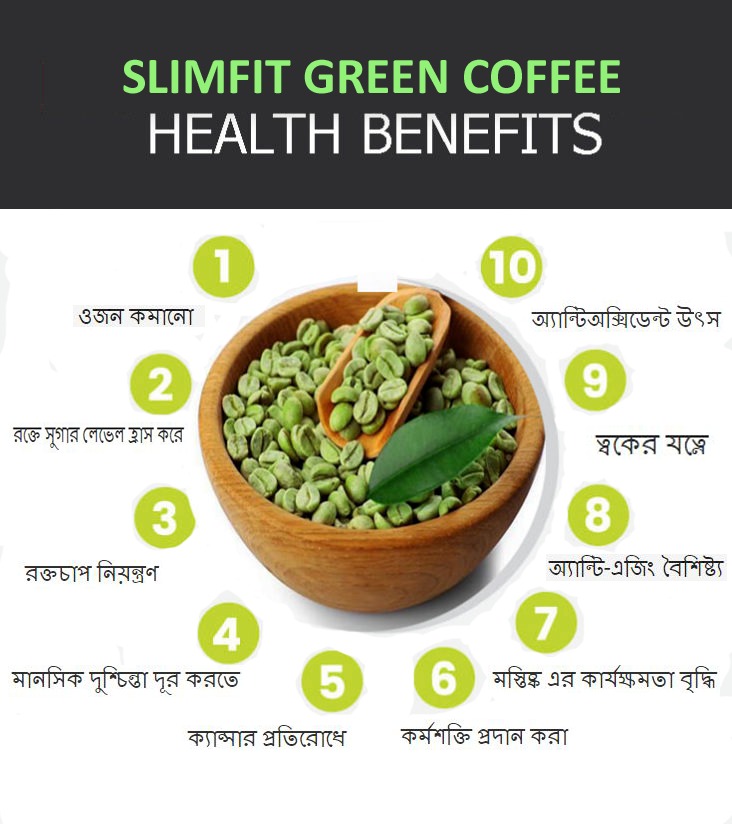 SLIMFIT GREEN COFFEE
HEALTH BENEFITS
1
ওজন কমানো
2
রক্তে সুগার লেভেল হ্রাস করে
3
রক্তচাপ নিয়ন্ত্রণ
4
মানসিক দুশ্চিন্তা দূর করতে
5
ক্যান্সার প্রতিরোধে
6
কর্মশক্তি প্রদান করা
7
মস্তিষ্ক এর কার্যক্ষমতা বৃদ্ধি
8
অ্যান্টি-এজিং বৈশিষ্ট্য
9
ত্বকের যত্নে
10
অ্যান্টিঅক্সিডেন্ট উৎস